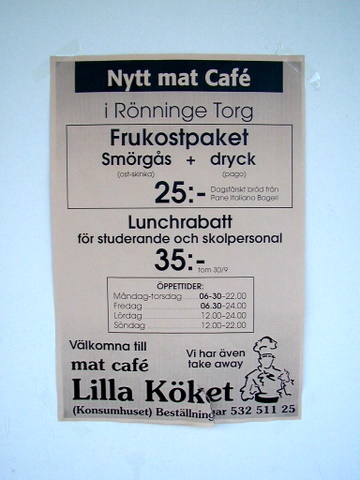 Nytt mat Café
i Rönninge Torg
Frukostpaket
Smörgås + dryck
(ost-skinka) (pago)
25:- Dagsfärskt bröd från
Pane Italiano Bageri
Lunchrabatt
för studerande och skolpersonal
35:- tom 30/9
ÖPPETTIDER:
Måndag-torsdag 06-30-22.00
Fredag 06.30-24.00
Lördag 12.00-24.00
Söndag 12.00-22.00
Välkomna till
mat café
Vi har även
take away
Lilla Köket
(Konsumhuset) Beställningar 532 511 25